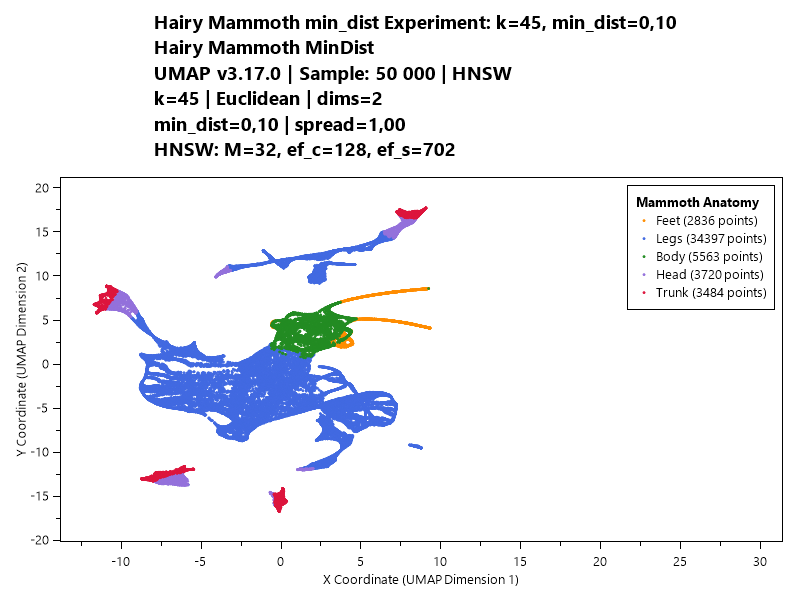 Hairy Mammoth min_dist Experiment: k=45, min_dist=0,10
Hairy Mammoth MinDist
UMAP v3.17.0 | Sample: 50 000 | HNSW
k=45 | Euclidean | dims=2
min_dist=0,10 | spread=1,00
HNSW: M=32, ef_c=128, ef_s=702
Mammoth Anatomy
Feet (2836 points)
Legs (34397 points)
Body (5563 points)
Head (3720 points)
Trunk (3484 points)
Y Coordinate (UMAP Dimension 2)
20
15
10
5
0
-5
-10
-15
-20
-10
-5
0
5
10
15
20
25
30
X Coordinate (UMAP Dimension 1)